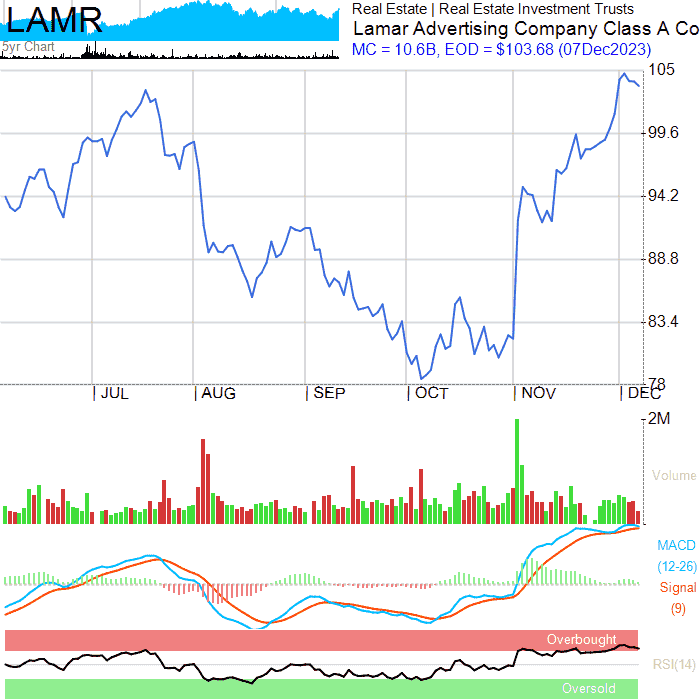 LAMR
5yr Chart
Real Estate | Real Estate Investment Trusts
Lamar Advertising Company Class A Co
MC = 10.6B, EOD = $103.68 (07Dec2023)
105
99.6
94.2
88.8
83.4
78
JUL AUG SEP OCT NOV DEC
2M
Volume
MACD
(12-26)
Signal
(9)
Overbought
RSI(14)
Oversold